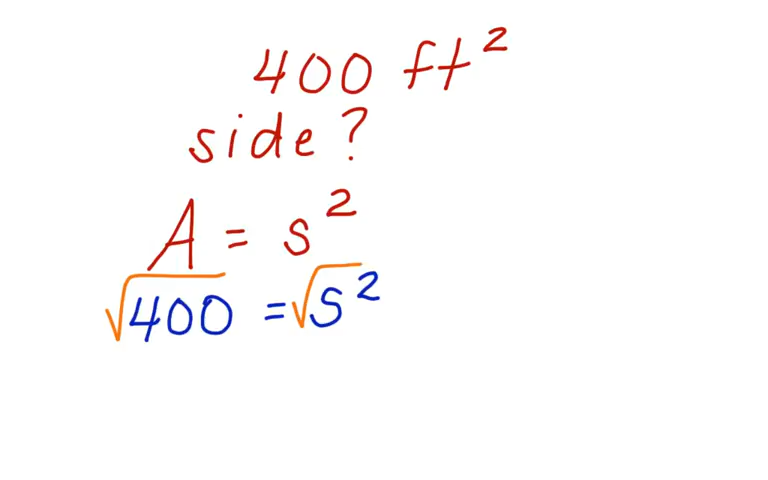 400 ft²
side?
A = s²
√400 = √s²